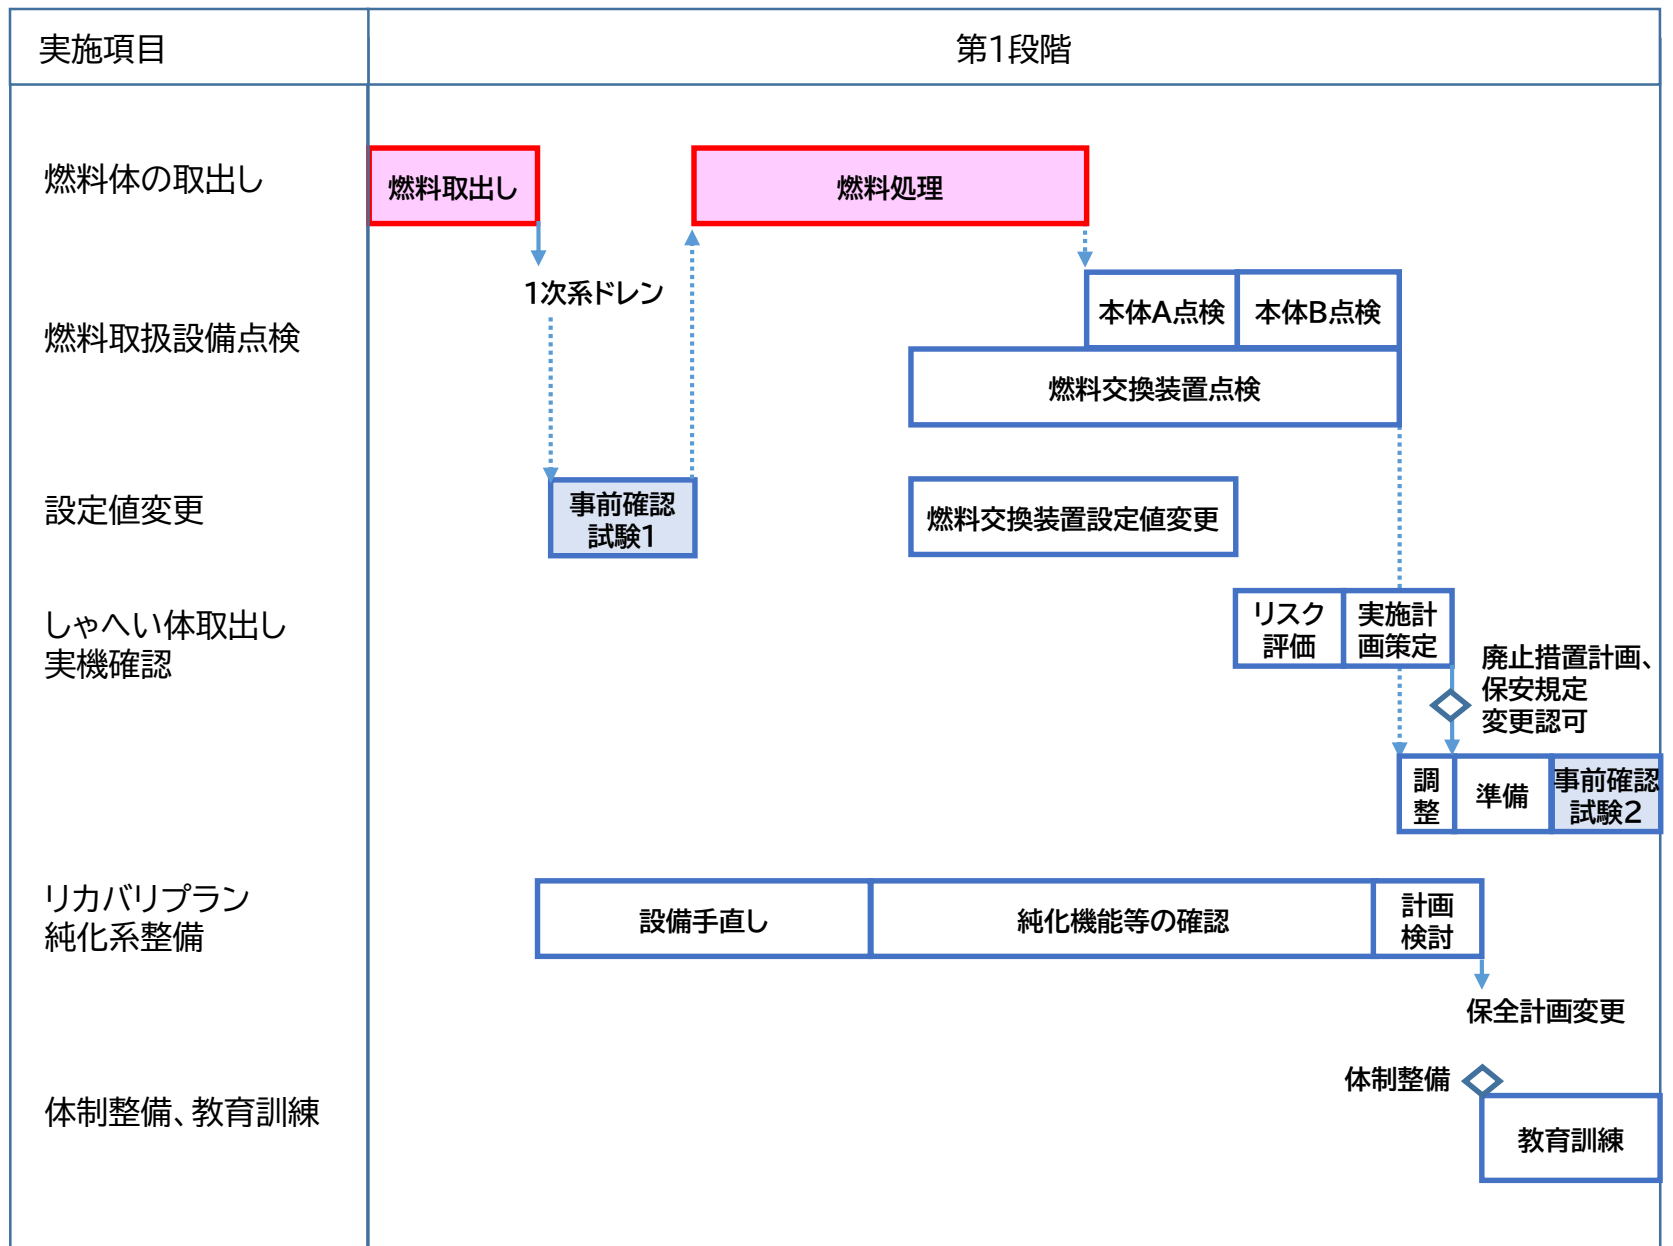 実施項目
第1段階
燃料体の取出し
燃料取出し
燃料処理
1次系ドレン
燃料取扱設備点検
本体A点検
本体B点検
燃料交換装置点検
設定値変更
事前確認
試験1
燃料交換装置設定値変更
しゃへい体取出し
実機確認
リスク
評価
実施計
画策定
廃止措置計画、
保安規定
変更認可
調
整
準備
事前確認
試験2
リカバリプラン
純化系整備
設備手直し
純化機能等の確認
計画
検討
保全計画変更
体制整備、教育訓練
体制整備
教育訓練